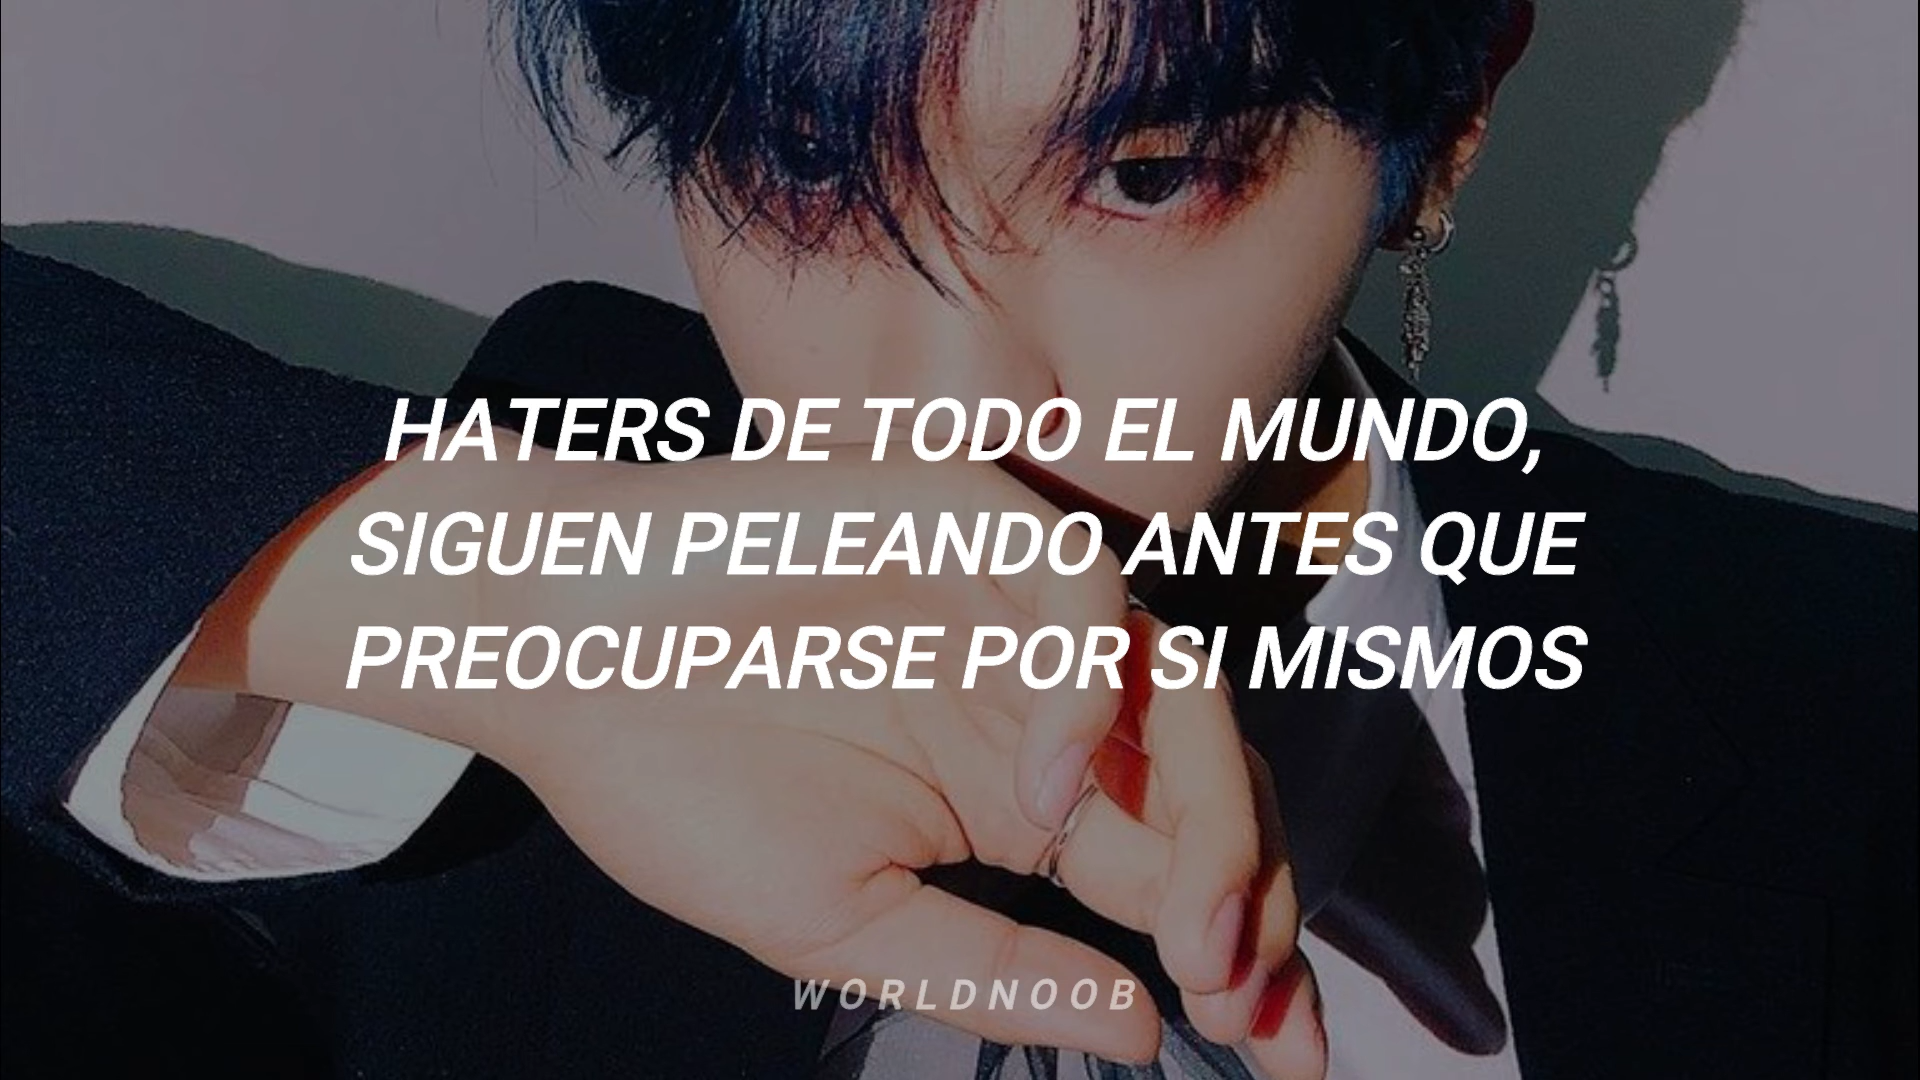 HATERS DE TODO EL MUNDO,
SIGUEN PELEANDO ANTES QUE
PREOCUPARSE POR SI MISMOS
WORLDNOOB